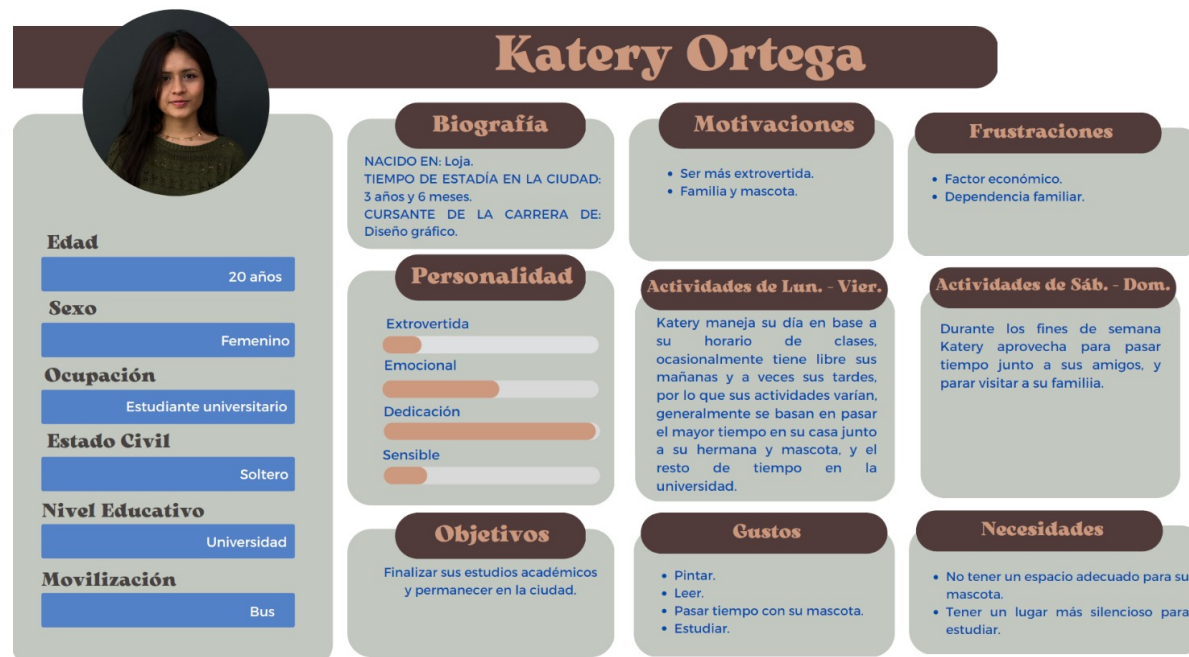 Katery Ortega
Edad
20 años
Sexo
Femenino
Ocupación
Estudiante universitario
Estado Civil
Soltero
Nivel Educativo
Universidad
Movilización
Bus
Biografía
NACIDO EN: Loja.
TIEMPO DE ESTADÍA EN LA CIUDAD:
3 años y 6 meses.
CURSANTE DE LA CARRERA DE:
Diseño gráfico.
Motivaciones
• Ser más extrovertida.
• Familia y mascota.
Frustraciones
• Factor económico.
• Dependencia familiar.
Personalidad
Extrovertida
Emocional
Dedicación
Sensible
Actividades de Lun. - Vier.
Katery maneja su día en base a
su horario de clases,
ocasionalmente tiene libre sus
mañanas y a veces sus tardes,
por lo que sus actividades varían,
generalmente se basan en pasar
el mayor tiempo en su casa junto
a su hermana y mascota, y el
resto de tiempo en la
universidad.
Actividades de Sáb. - Dom.
Durante los fines de semana
Katery aprovecha para pasar
tiempo junto a sus amigos, y
parar visitar a su familiia.
Objetivos
Finalizar sus estudios académicos
y permanecer en la ciudad.
Gustos
• Pintar.
• Leer.
• Pasar tiempo con su mascota.
• Estudiar.
Necesidades
• No tener un espacio adecuado para su
mascota.
• Tener un lugar más silencioso para
estudiar.